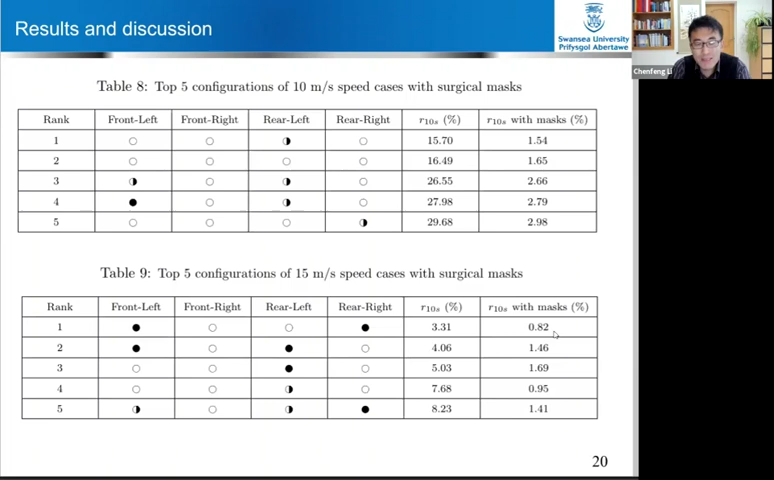 Results and discussion
Swansea University
Prifysgol Abertawe
Chenfeng Li
Table 8: Top 5 configurations of 10 m/s speed cases with surgical masks
Rank Front-Left Front-Right Rear-Left Rear-Right r10s (%) r10s with masks (%)
1 ○ ○ ◑ ○ 15.70 1.54
2 ○ ○ ○ ○ 16.49 1.65
3 ◑ ○ ◑ ○ 26.55 2.66
4 ● ○ ◑ ○ 27.98 2.79
5 ○ ○ ○ ◑ 29.68 2.98
Table 9: Top 5 configurations of 15 m/s speed cases with surgical masks
Rank Front-Left Front-Right Rear-Left Rear-Right r10s (%) r10s with masks (%)
1 ● ○ ○ ● 3.31 0.82
2 ● ○ ● ○ 4.06 1.46
3 ○ ○ ● ○ 5.03 1.69
4 ○ ○ ◑ ○ 7.68 0.95
5 ◑ ○ ◑ ● 8.23 1.41
20